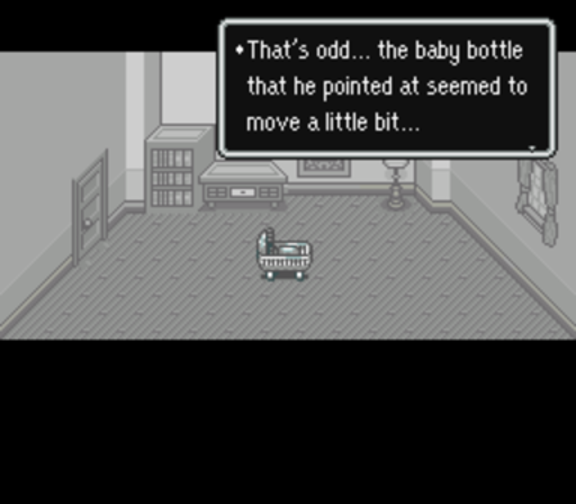 •That's odd... the baby bottle
that he pointed at seemed to
move a little bit...